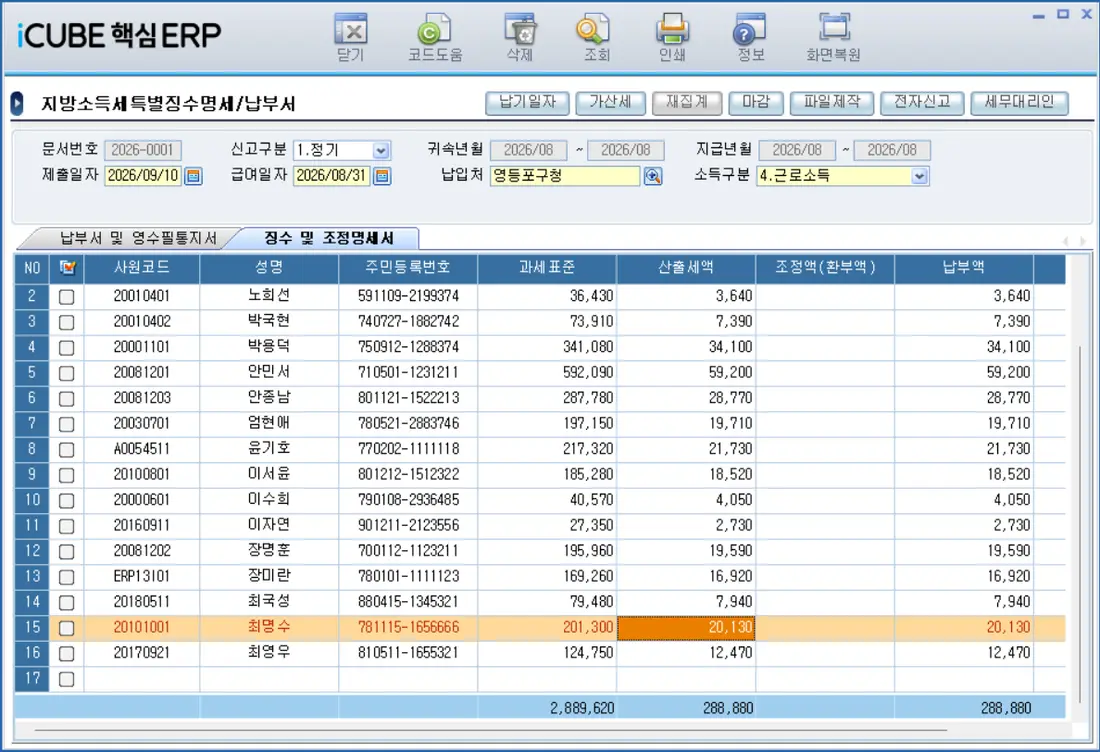 iCUBE 핵심ERP
닫기 코드도움 삭제 조회 인쇄 정보 화면복원
지방소득세특별징수명세/납부서
납기일자 가산세 재집계 마감 파일제작 전자신고 세무대리인
문서번호 2026-0001 신고구분 1.정기 귀속년월 2026/08 ~ 2026/08 지급년월 2026/08 ~ 2026/08
제출일자 2026/09/10 급여일자 2026/08/31 납입처 영등포구청 소득구분 4.근로소득
납부서 및 영수필통지서 징수 및 조정명세서
NO 사원코드 성명 주민등록번호 과세표준 산출세액 조정액(환부액) 납부액
2 20010401 노희선 591109-2199374 36,430 3,640 3,640
3 20010402 박국현 740727-1882742 73,910 7,390 7,390
4 20001101 박용덕 750912-1288374 341,080 34,100 34,100
5 20081201 안민서 710501-1231211 592,090 59,200 59,200
6 20081203 안종남 801121-1522213 287,780 28,770 28,770
7 20030701 엄현애 780521-2883746 197,150 19,710 19,710
8 A0054511 윤기호 770202-1111118 217,320 21,730 21,730
9 20100801 이서윤 801212-1512322 185,280 18,520 18,520
10 20000601 이수희 790108-2936485 40,570 4,050 4,050
11 20160911 이자연 901211-2123556 27,350 2,730 2,730
12 20081202 장명훈 700112-1123211 195,960 19,590 19,590
13 ERP13I01 장미란 780101-1111123 169,260 16,920 16,920
14 20180511 최국성 880415-1345321 79,480 7,940 7,940
15 20101001 최명수 781115-1656666 201,300 20,130 20,130
16 20170921 최영우 810511-1655321 124,750 12,470 12,470
17
2,889,620 288,880 288,880